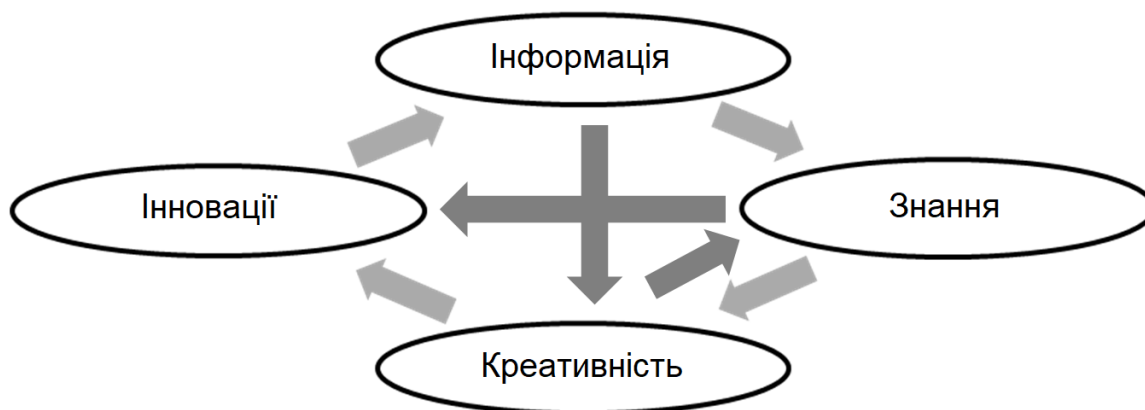 Інформація
Інновації
Знання
Креативність